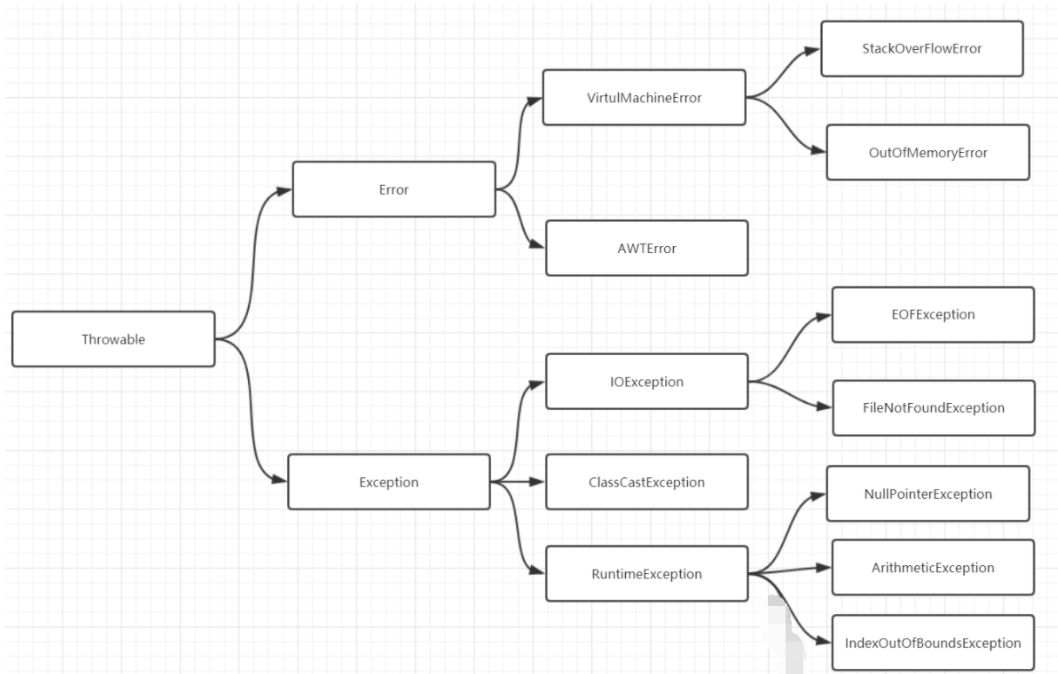 Throwable
Error
VirtulMachineError
StackOverFlowError
OutOfMemoryError
AWTError
Exception
IOException
EOFException
FileNotFoundException
ClassCastException
RuntimeException
NullPointerException
ArithmeticException
IndexOutOfBoundsException